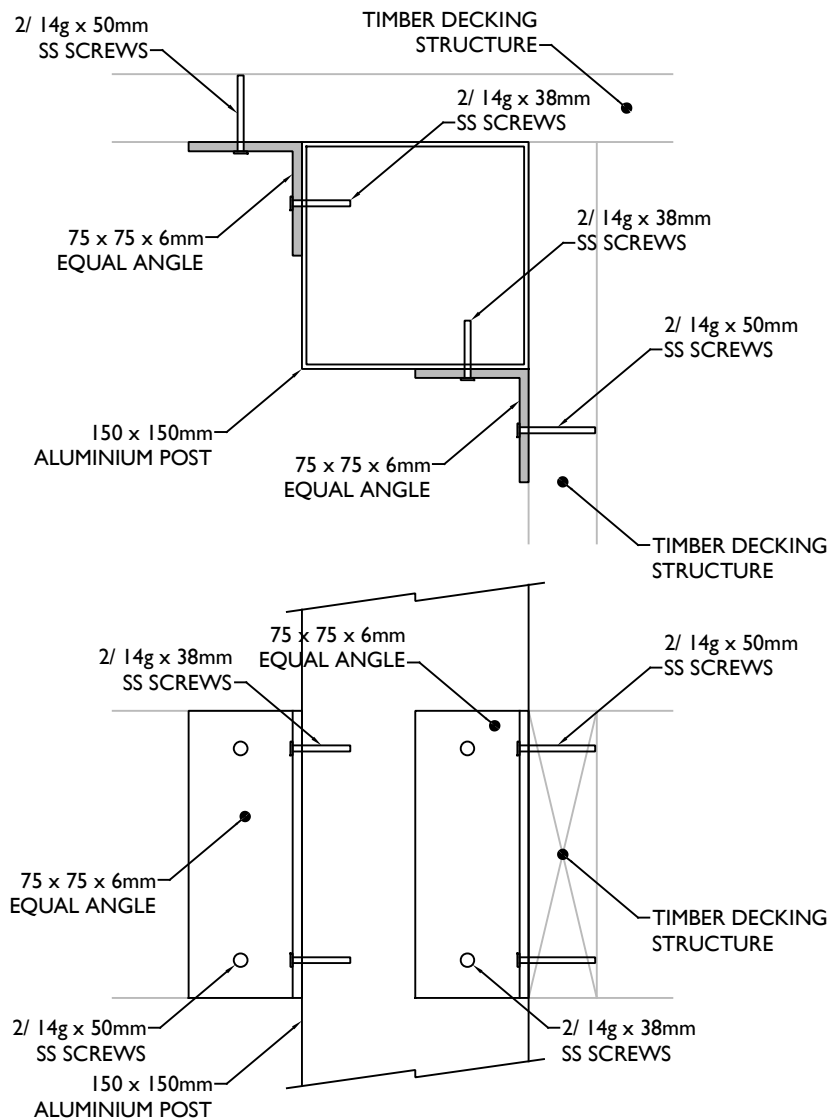 2/ 14g x 50mm
SS SCREWS
TIMBER DECKING
STRUCTURE
2/ 14g x 38mm
SS SCREWS
2/ 14g x 38mm
SS SCREWS
75 x 75 x 6mm
EQUAL ANGLE
2/ 14g x 50mm
SS SCREWS
150 x 150mm
ALUMINIUM POST
75 x 75 x 6mm
EQUAL ANGLE
TIMBER DECKING
STRUCTURE
75 x 75 x 6mm
EQUAL ANGLE
2/ 14g x 38mm
SS SCREWS
2/ 14g x 50mm
SS SCREWS
75 x 75 x 6mm
EQUAL ANGLE
TIMBER DECKING
STRUCTURE
2/ 14g x 50mm
SS SCREWS
2/ 14g x 38mm
SS SCREWS
150 x 150mm
ALUMINIUM POST